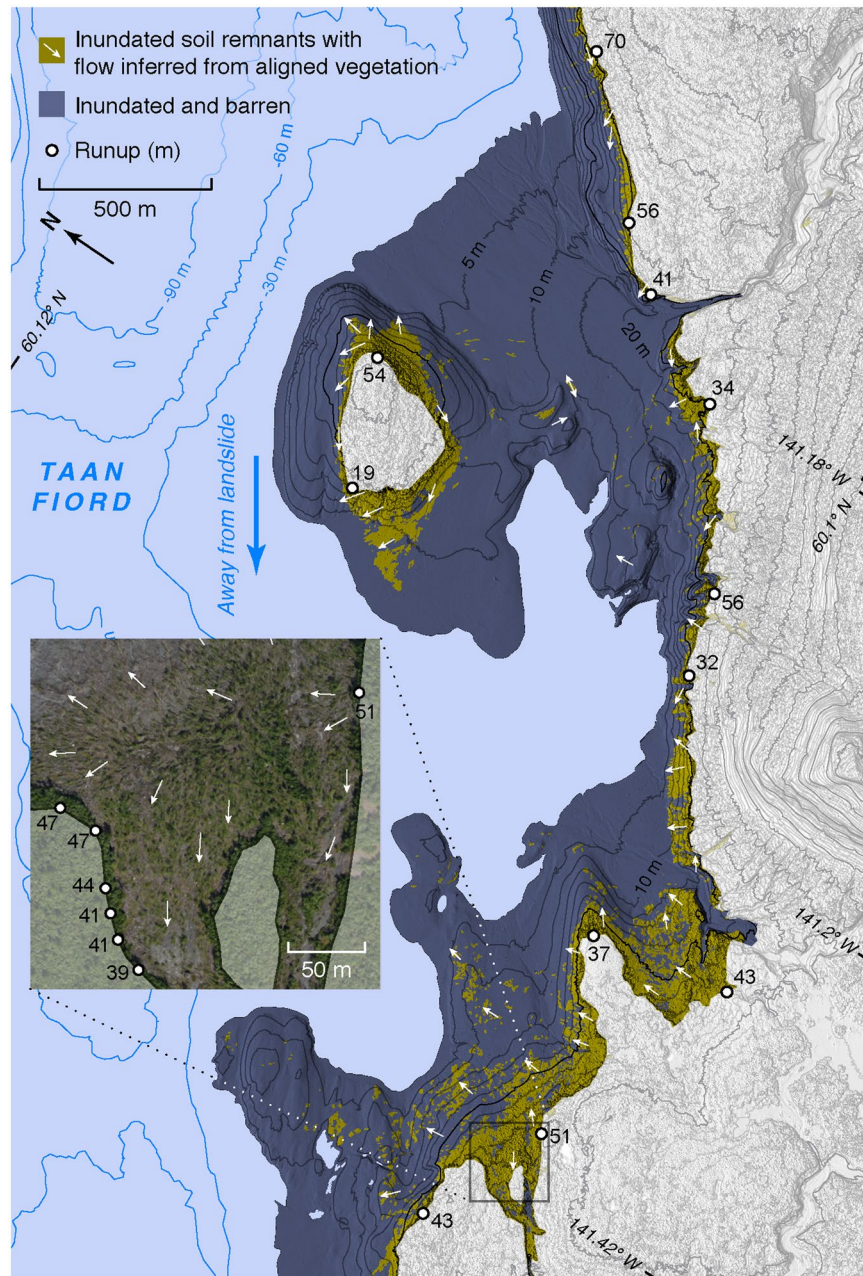 Inundated soil remnants with
flow inferred from aligned vegetation
Inundated and barren
Runup (m)
500 m
N
60.12° N
-60 m
-90 m
-30 m
TAAN
FIORD
Away from landslide
70
56
41
5 m
10 m
20 m
54
19
34
141.18° W
60.1° N
56
32
10 m
141.2° W
37
43
51
43
141.42° W
51
47
47
44
41
41
39
50 m